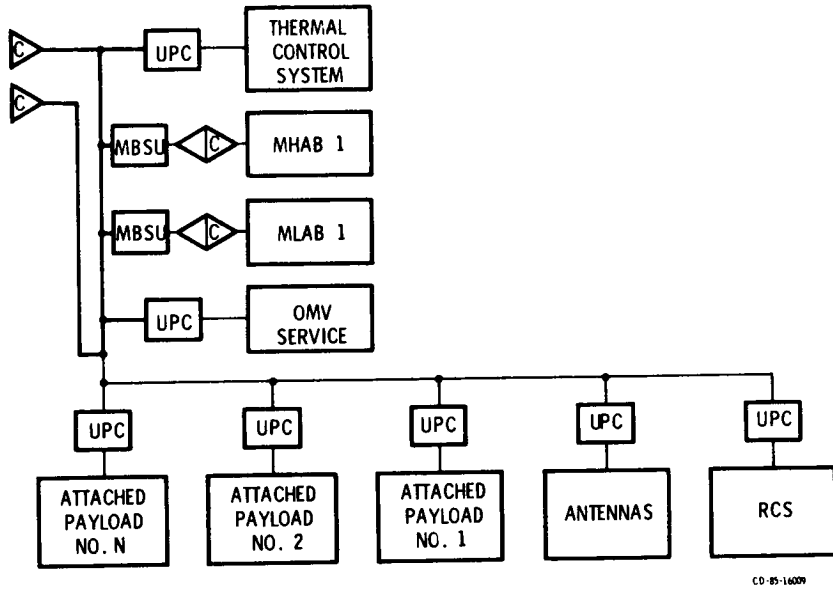 C
UPC
THERMAL
CONTROL
SYSTEM
C
MBSU
C
MHAB 1
MBSU
C
MLAB 1
UPC
OMV
SERVICE
UPC
UPC
UPC
UPC
UPC
ATTACHED
PAYLOAD
NO. N
ATTACHED
PAYLOAD
NO. 2
ATTACHED
PAYLOAD
NO. 1
ANTENNAS
RCS
CD-85-16009